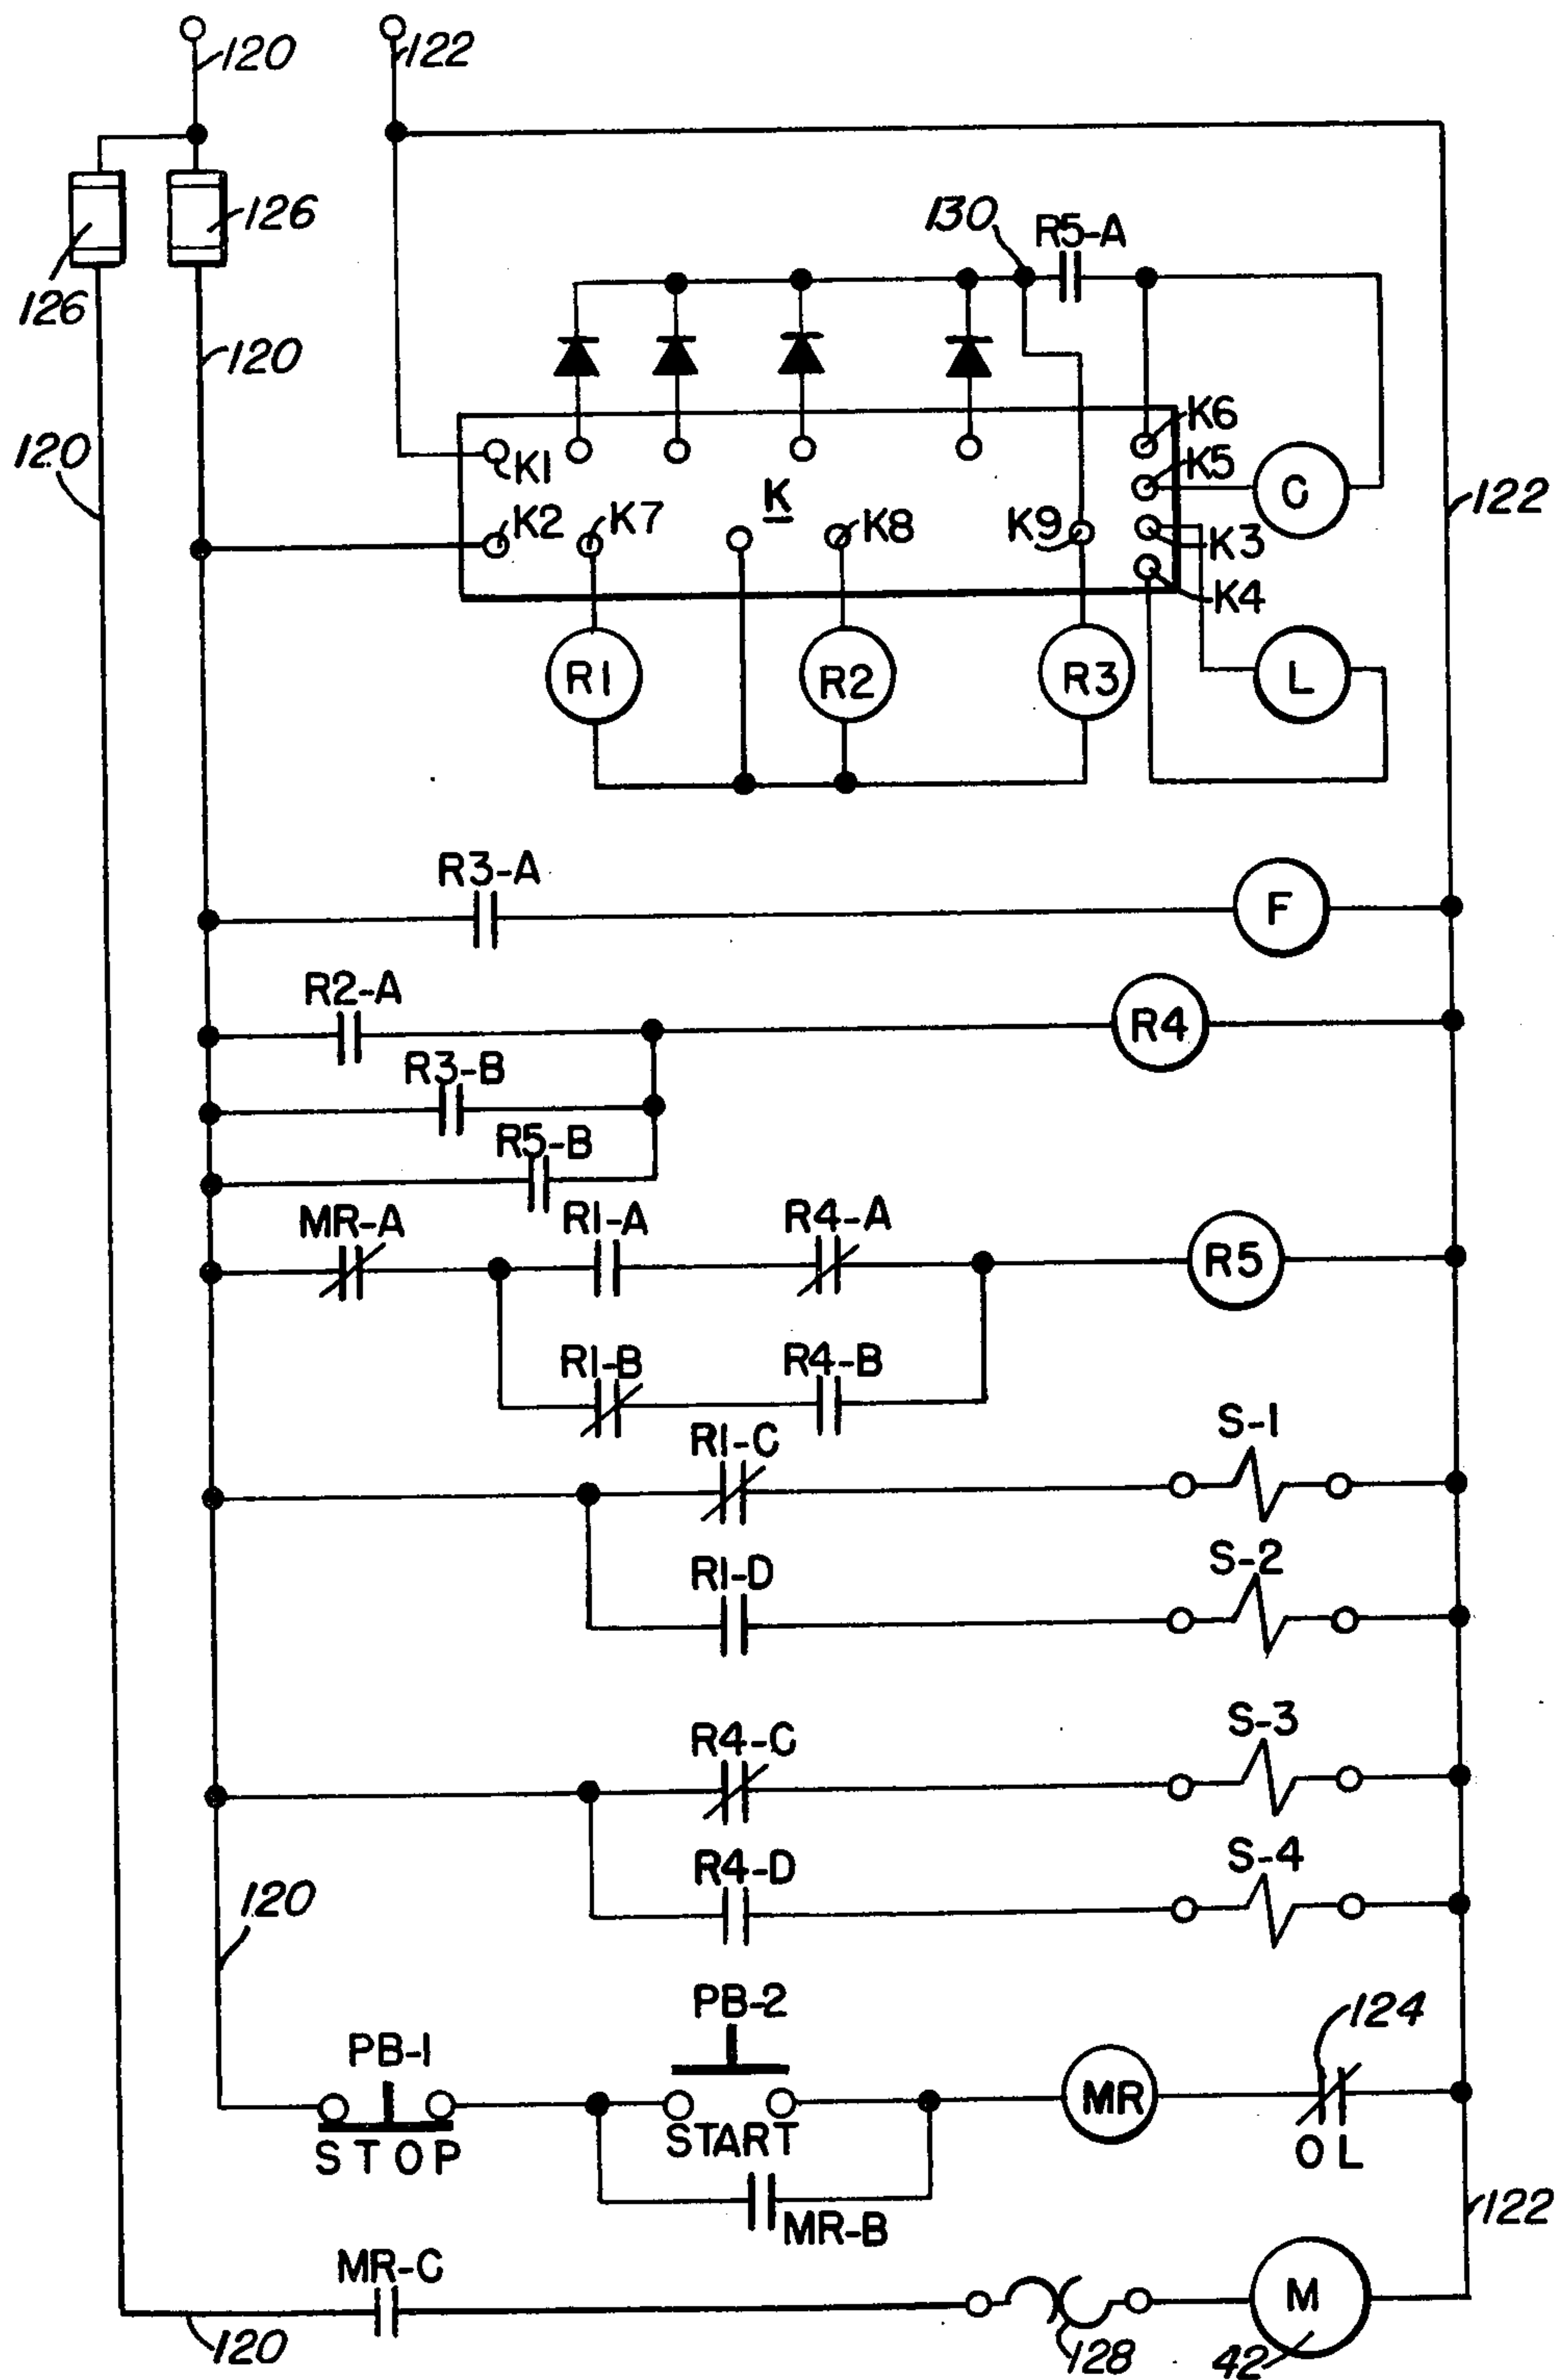 120
122
126
126
130
R5-A
120
120
K6
K1
K5
C
K
122
K2
K7
K8
K9
K3
K4
R1
R2
R3
L
R3-A
F
R2-A
R4
R3-B
R5-B
MR-A
R1-A
R4-A
R5
R1-B
R4-B
R1-C
S-1
R1-D
S-2
R4-C
S-3
R4-D
S-4
120
PB-2
124
PB-1
MR
STOP
START
OL
MR-B
122
MR-C
M
120
128
42